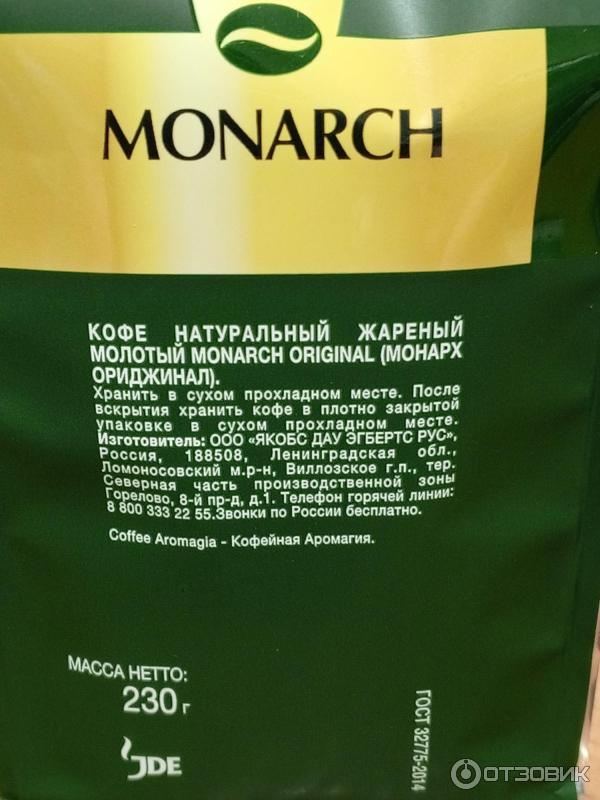 MONARCH
КОФЕ НАТУРАЛЬНЫЙ ЖАРЕНЫЙ
МОЛОТЫЙ MONARCH ORIGINAL (МОНАРХ
ОРИДЖИНАЛ).
Хранить в сухом прохладном месте. После
вскрытия хранить кофе в плотно закрытой
упаковке в сухом прохладном месте.
Изготовитель: ООО «ЯКОБС ДАУ ЭГБЕРТС РУС»,
Россия, 188508, Ленинградская обл.,
Ломоносовский м.р-н, Виллозское г.п., тер.
Северная часть производственной зоны
Горелово, 8-й пр-д, д.1. Телефон горячей линии:
8 800 333 22 55.Звонки по России бесплатно.
Coffee Aromagia - Кофейная Аромагия.
МАССА НЕТТО:
230 г
JDE
ГОСТ 32775-2014
ОТЗОВИК